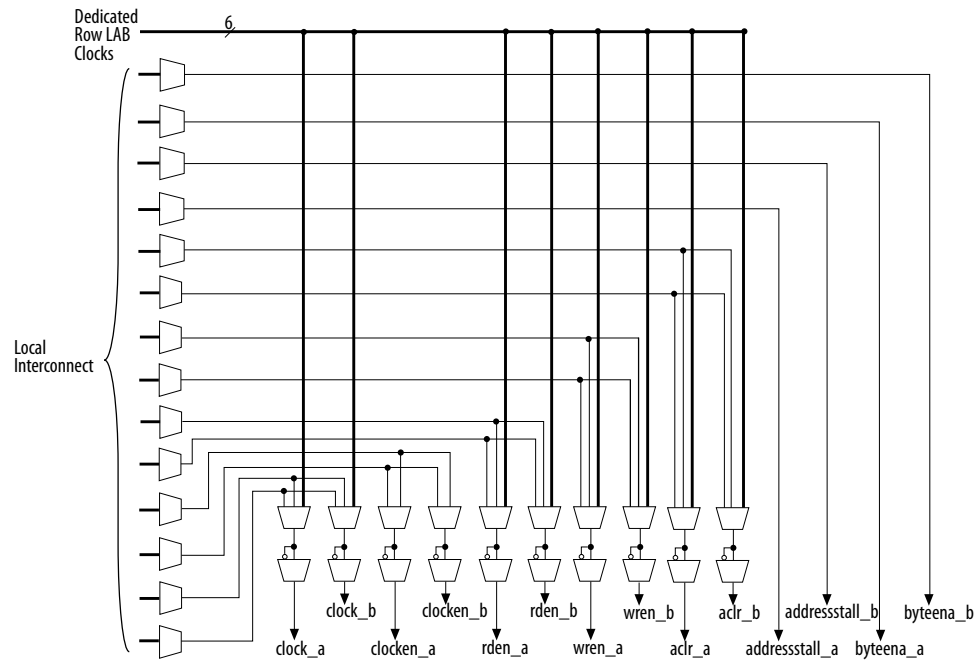 Dedicated
Row LAB
Clocks
6
Local
Interconnect
clock_b
clocken_b
rden_b
wren_b
aclr_b
addressstall_b
byteena_b
clock_a
clocken_a
rden_a
wren_a
aclr_a
addressstall_a
byteena_a